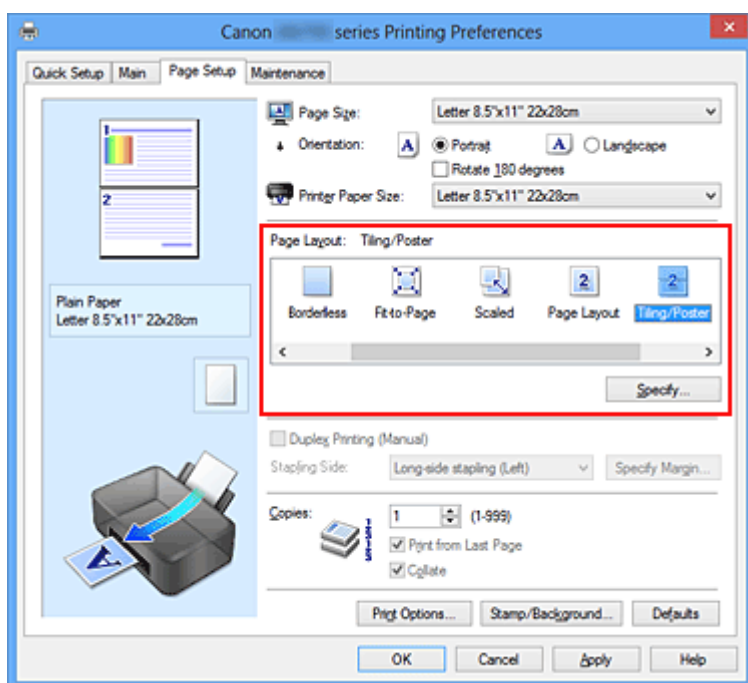 Canon series Printing Preferences
Quick Setup Main Page Setup Maintenance
1
2
Plain Paper
Letter 8.5"x11" 22x28cm
A
Page Size: Letter 8.5"x11" 22x28cm
Orientation: A Portrait A Landscape
Rotate 180 degrees
Printer Paper Size: Letter 8.5"x11" 22x28cm
Page Layout: Tiling/Poster
2 2
Borderless Fit-to-Page Scaled Page Layout Tiling/Poster
Specify...
Duplex Printing (Manual)
Stapling Side: Long-side stapling (Left) Specify Margin...
Copies: 1 (1-999)
Print from Last Page
Collate
Print Options... Stamp/Background... Defaults
OK Cancel Apply Help